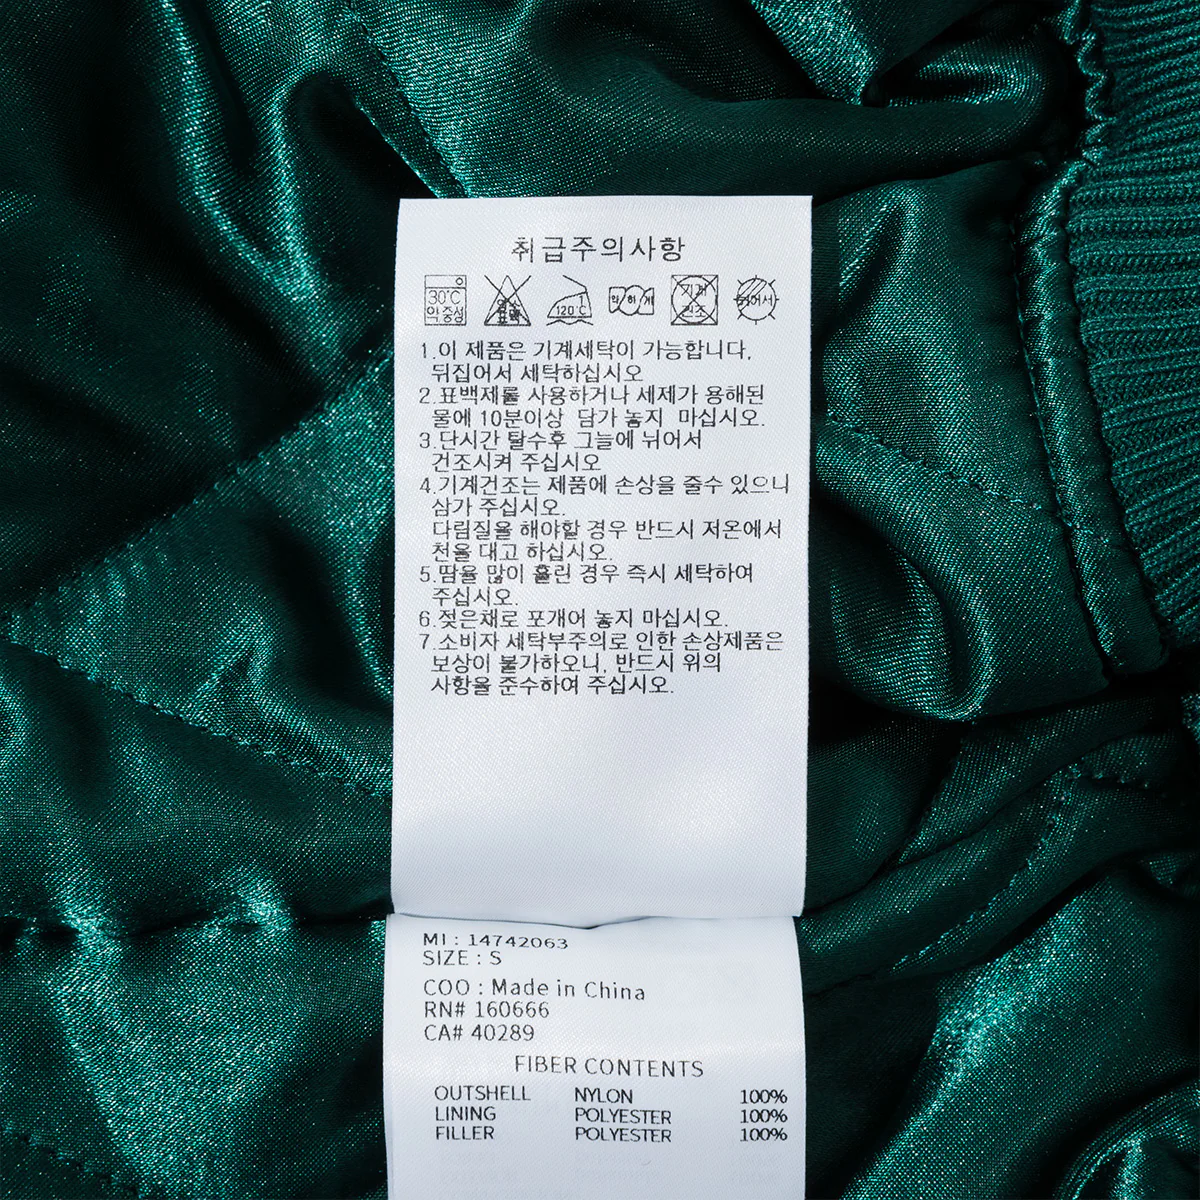 취급주의사항
30℃ 약 중성 염소 표백 1 120℃ 약하게 기계 건조 뉘어서
1.이 제품은 기계세탁이 가능합니다.
뒤집어서 세탁하십시오
2.표백제를 사용하거나 세제가 용해된
물에 10분이상 담가 놓지 마십시오.
3.단시간 탈수후 그늘에 뉘어서
건조시켜 주십시오
4.기계건조는 제품에 손상을 줄수 있으니
삼가 주십시오.
다림질을 해야할 경우 반드시 저온에서
천을 대고 하십시오.
5.땀을 많이 흘린 경우 즉시 세탁하여
주십시오.
6.젖은채로 포개어 놓지 마십시오.
7.소비자 세탁부주의로 인한 손상제품은
보상이 불가하오니, 반드시 위의
사항을 준수하여 주십시오.
MI : 14742063
SIZE : S
COO : Made in China
RN# 160666
CA# 40289
FIBER CONTENTS
OUTSHELL NYLON 100%
LINING POLYESTER 100%
FILLER POLYESTER 100%